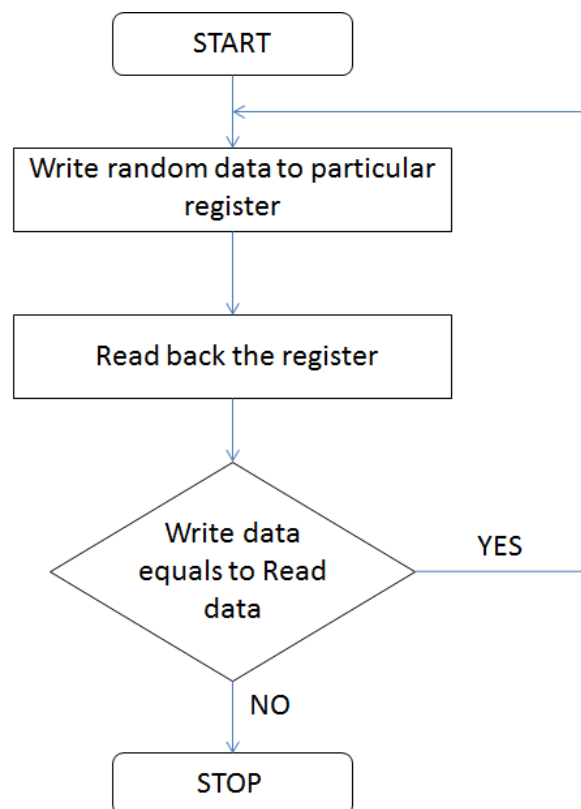 START
Write random data to particular
register
Read back the register
Write data
equals to Read
data
YES
NO
STOP